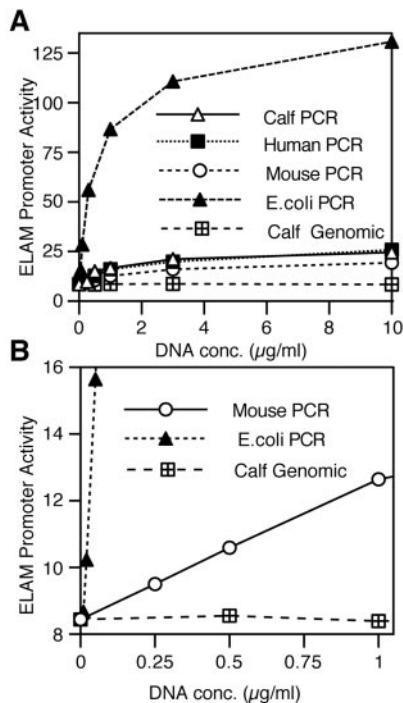 A
ELAM Promoter Activity
125
100
75
50
25
0
Calf PCR
Human PCR
Mouse PCR
E.coli PCR
Calf Genomic
0 2 4 6 8 10
DNA conc. (µg/ml)
B
ELAM Promoter Activity
16
14
12
10
8
Mouse PCR
E.coli PCR
Calf Genomic
0 0.25 0.5 0.75 1
DNA conc. (µg/ml)